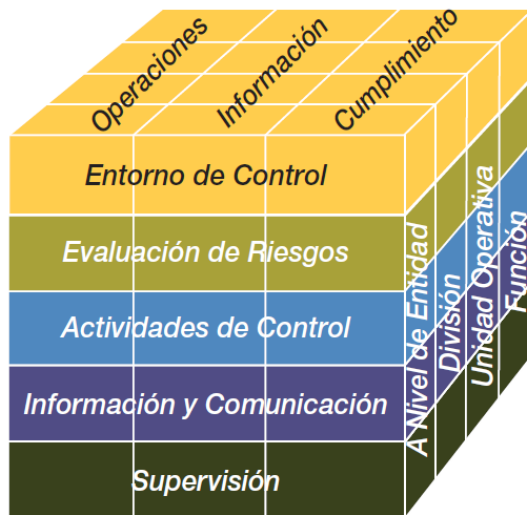 Operaciones
Información
Cumplimiento
Entorno de Control
Evaluación de Riesgos
Actividades de Control
Información y Comunicación
Supervisión
A Nivel de Entidad
División
Unidad Operativa
Función